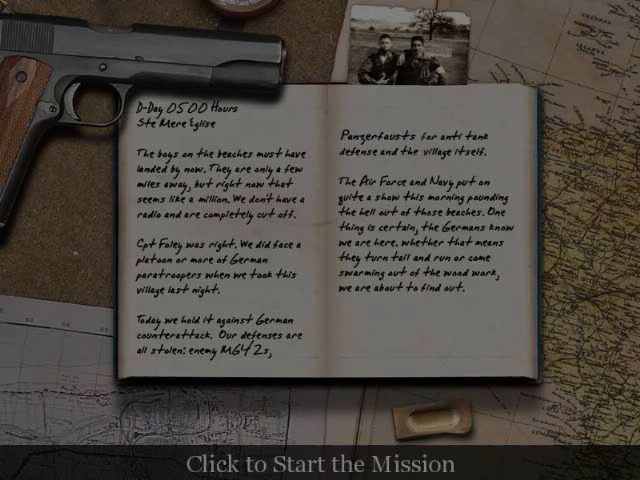 D-Day 0500 Hours
Ste Mere Eglise
The boys on the beaches must have
landed by now. They are only a few
miles away, but right now that
seems like a million. We don't have a
radio and are completely cut off.
Cpt Foley was right. We did face a
platoon or more of German
paratroopers when we took this
village last night.
Today we hold it against German
counterattack. Our defenses are
all stolen: enemy MG42s,
Panzerfausts for anti tank
defense and the village itself.
The Air Force and Navy put on
quite a show this morning pounding
the hell out of those beaches. One
thing is certain, the Germans know
we are here. whether that means
they turn tail and run or come
swarming out of the wood work,
we are about to find out.
Click to Start the Mission